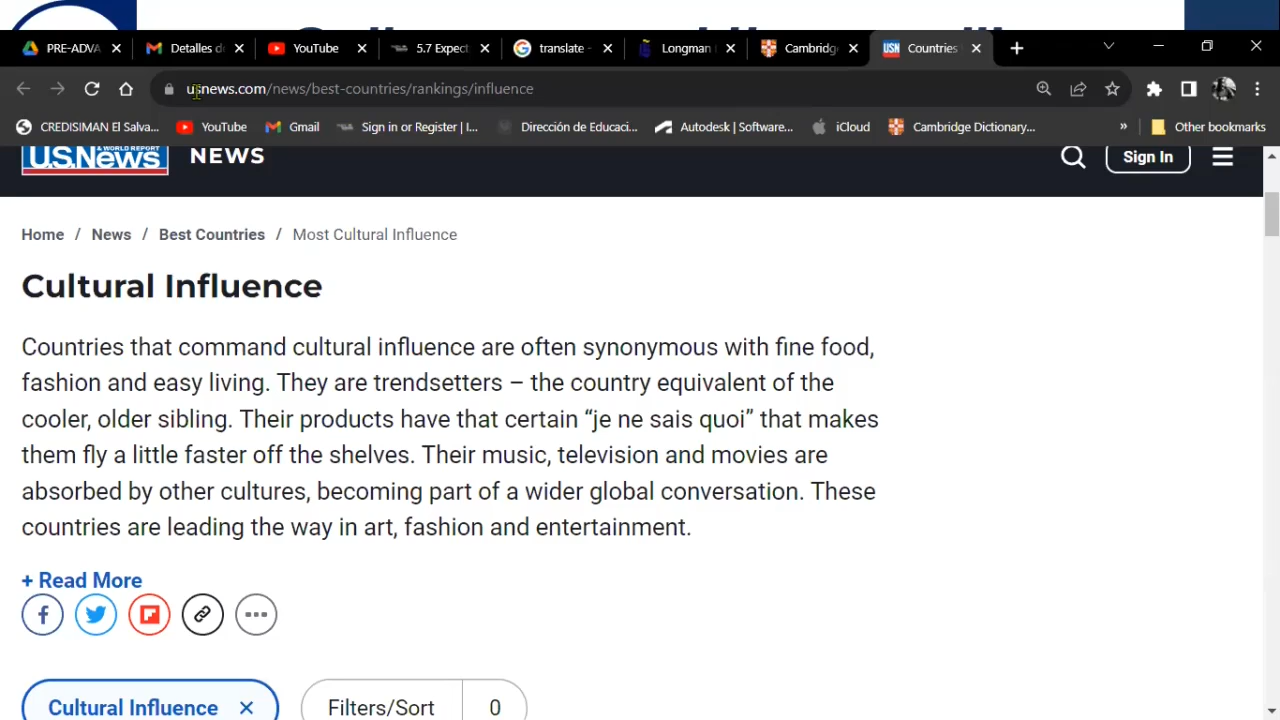 PRE-ADVA
Detalles d
YouTube
5.7 Expect
translate -
Longman
Cambridg
USN
Countries
usnews.com/news/best-countries/rankings/influence
CREDISIMAN El Salva...
YouTube
Gmail
Sign in or Register | I...
Dirección de Educaci...
Autodesk | Software...
iCloud
Cambridge Dictionary...
»
Other bookmarks
U.S.News
& WORLD REPORT
NEWS
Sign In
Home / News / Best Countries / Most Cultural Influence
Cultural Influence
Countries that command cultural influence are often synonymous with fine food,
fashion and easy living. They are trendsetters – the country equivalent of the
cooler, older sibling. Their products have that certain “je ne sais quoi” that makes
them fly a little faster off the shelves. Their music, television and movies are
absorbed by other cultures, becoming part of a wider global conversation. These
countries are leading the way in art, fashion and entertainment.
+ Read More
Cultural Influence ×
Filters/Sort 0